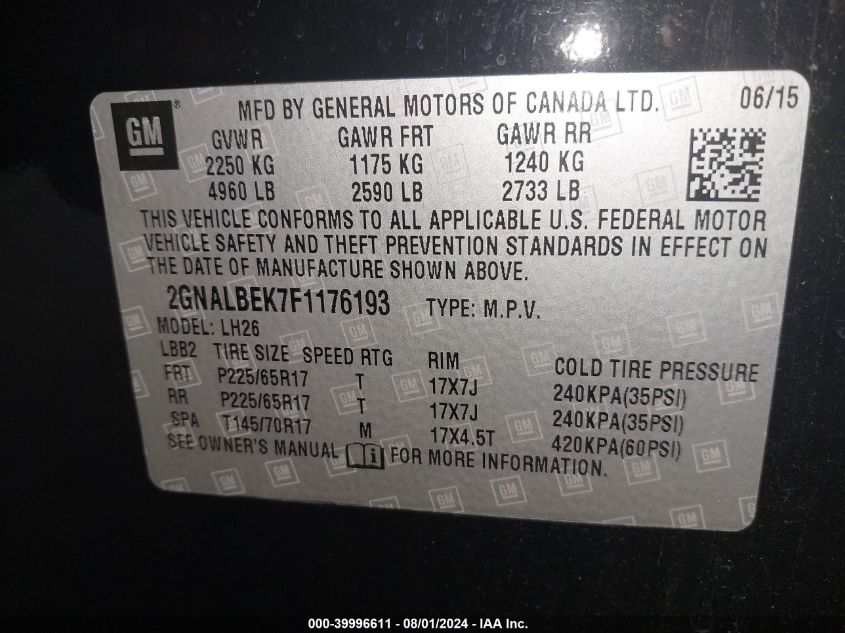 GM ® MFD BY GENERAL MOTORS OF CANADA LTD. 06/15
GVWR GAWR FRT GAWR RR
2250 KG 1175 KG 1240 KG
4960 LB 2590 LB 2733 LB
THIS VEHICLE CONFORMS TO ALL APPLICABLE U.S. FEDERAL MOTOR
VEHICLE SAFETY AND THEFT PREVENTION STANDARDS IN EFFECT ON
THE DATE OF MANUFACTURE SHOWN ABOVE.
2GNALBEK7F1176193 TYPE: M.P.V.
MODEL: LH26
LBB2 TIRE SIZE SPEED RTG RIM COLD TIRE PRESSURE
FRT P225/65R17 T 17X7J 240KPA(35PSI)
RR P225/65R17 T 17X7J 240KPA(35PSI)
SPA T145/70R17 M 17X4.5T 420KPA(60PSI)
SEE OWNER'S MANUAL i FOR MORE INFORMATION.
000-39996611 - 08/01/2024 - IAA Inc.